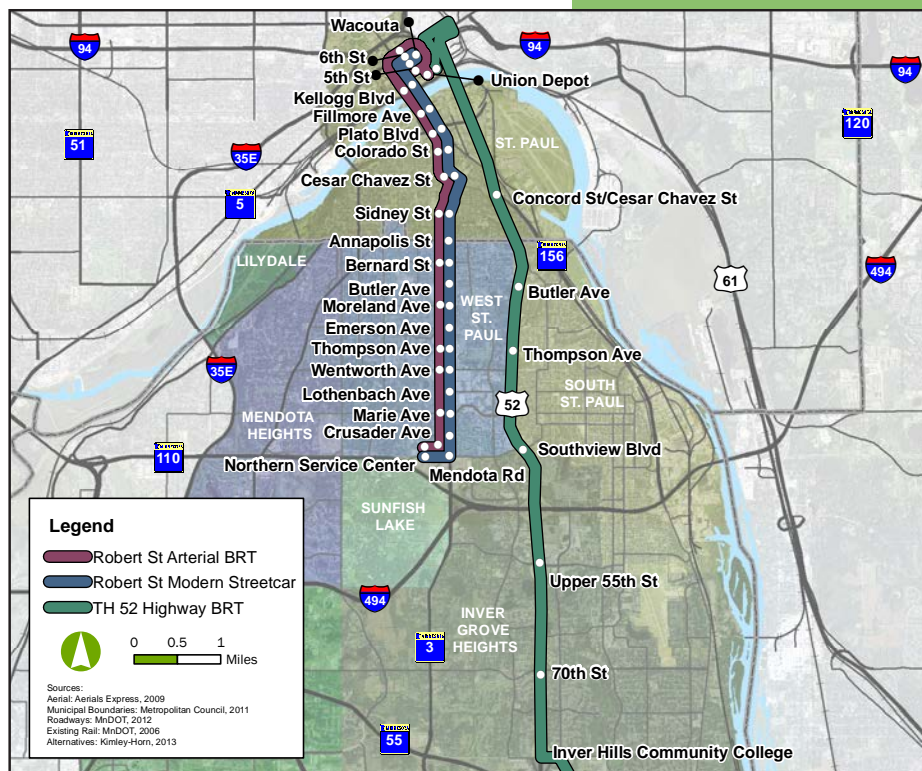 Wacouta
94
94
6th St
5th St
Union Depot
94
Kellogg Blvd
Fillmore Ave
Plato Blvd
Colorado St
51
35E
ST. PAUL
120
Cesar Chavez St
Concord St/Cesar Chavez St
5
Sidney St
Annapolis St
LILYDALE
Bernard St
156
494
61
Butler Ave
Butler Ave
Moreland Ave
WEST
ST.
PAUL
Emerson Ave
Thompson Ave
Thompson Ave
35E
Wentworth Ave
Lothenbach Ave
SOUTH
ST. PAUL
52
Marie Ave
MENDOTA
HEIGHTS
Crusader Ave
110
Northern Service Center
Southview Blvd
Mendota Rd
SUNFISH
LAKE
Legend
Robert St Arterial BRT
Robert St Modern Streetcar
TH 52 Highway BRT
0 0.5 1
Miles
Sources:
Aerial: Aerials Express, 2009
Municipal Boundaries: Metropolitan Council, 2011
Roadways: MnDOT, 2012
Existing Rail: MnDOT, 2006
Alternatives: Kimley-Horn, 2013
494
Upper 55th St
INVER
GROVE
HEIGHTS
3
70th St
55
Inver Hills Community College